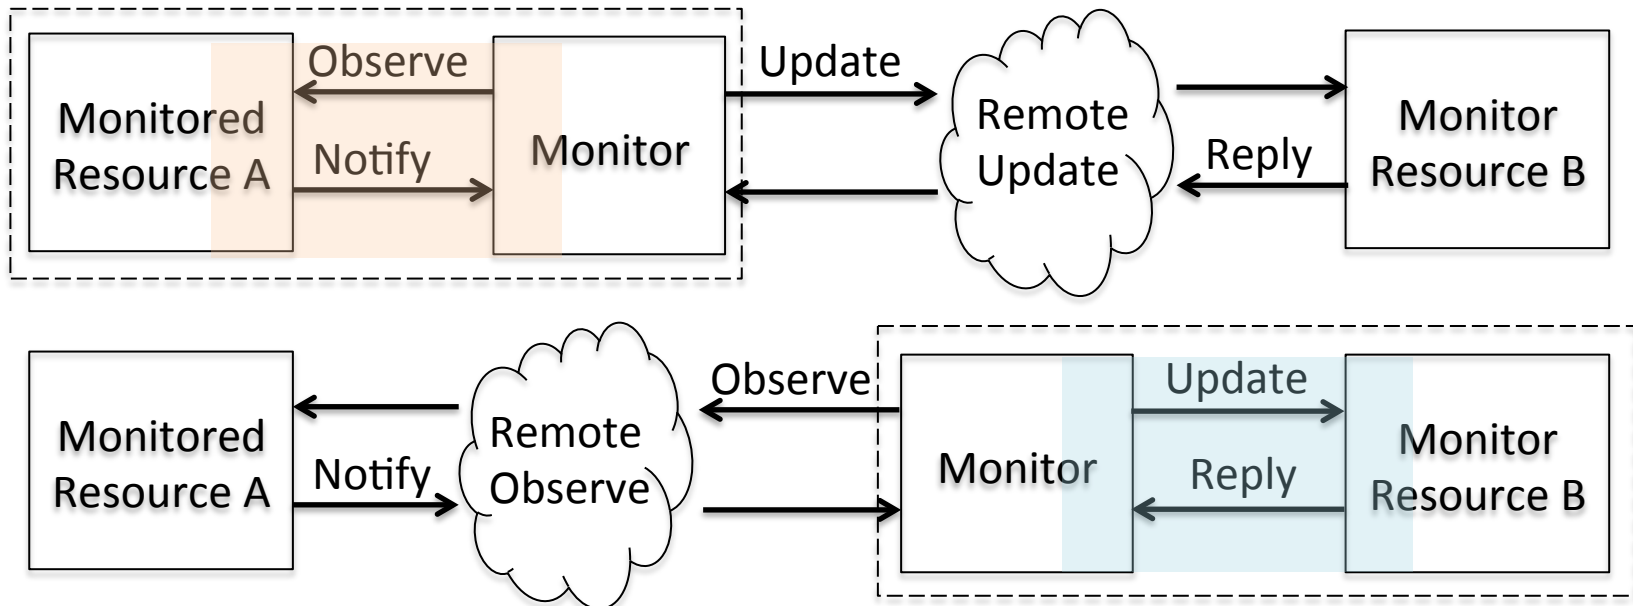 Observe
Update
Monitored
Resource A
Notify
Monitor
Remote
Update
Reply
Monitor
Resource B
Monitored
Resource A
Notify
Remote
Observe
Observe
Monitor
Update
Reply
Monitor
Resource B